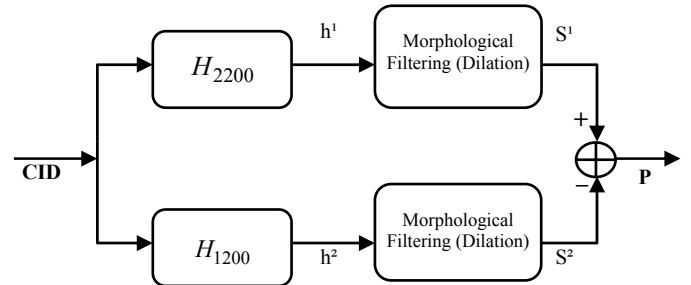 h¹
S¹
H2200
Morphological
Filtering (Dilation)
+
CID
P
−
H1200
Morphological
Filtering (Dilation)
h²
S²